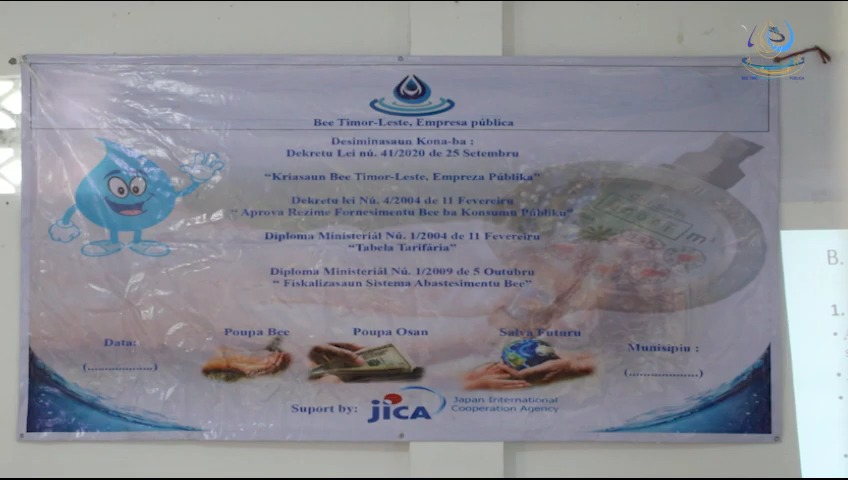 Bee Timor-Leste, Empresa pública
Desiminasaun Kona-ba :
Dekretu Lei nú. 41/2020 de 25 Setembru
“Kriasaun Bee Timor-Leste, Empreza Públika”
Dekretu lei Nú. 4/2004 de 11 Fevereiru
“ Aprova Rezime Fornesimentu Bee ba Konsumu Públiku”
Diploma Ministeriál Nú. 1/2004 de 11 Fevereiru
“Tabela Tarifária”
Diploma Ministeriál Nú. 1/2009 de 5 Outubru
“ Fiskalizasaun Sistema Abastesimentu Bee”
Poupa Bee
Poupa Osan
Salva Futuru
Data:
(..................)
Munisipiu :
(..................)
Suport by:
jICA
Japan International
Cooperation Agency
B.
1.